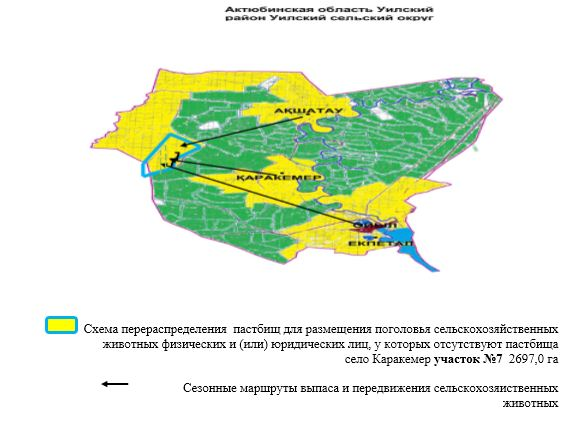 Актюбинская область Уилский
район Уилский сельский округ
АҚШАТАУ
ҚАРАКЕМЕР
ОЙЫЛ
ЕКПЕТАЛ
Схема перераспределения пастбищ для размещения поголовья сельскохозяйственных
животных физических и (или) юридических лиц, у которых отсутствуют пастбища
село Каракемер участок №7 2697,0 га
Сезонные маршруты выпаса и передвижения сельскохозяиственных
животных